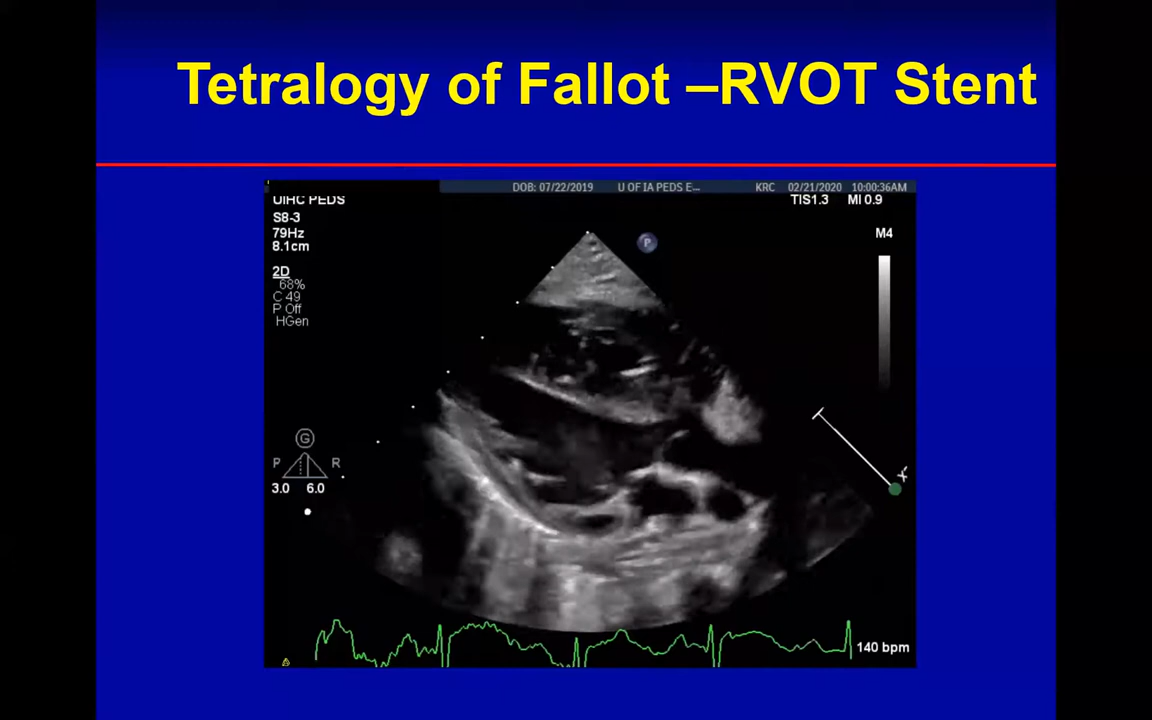 Tetralogy of Fallot –RVOT Stent
DOB: 07/22/2019 U OF IA PEDS E... KRC 02/21/2020 10:00:36AM
UIHC PEDS TIS1.3 MI 0.9
S8-3
79Hz
8.1cm
M4
2D
68%
C 49
P Off
HGen
P
G
P R
3.0 6.0
140 bpm